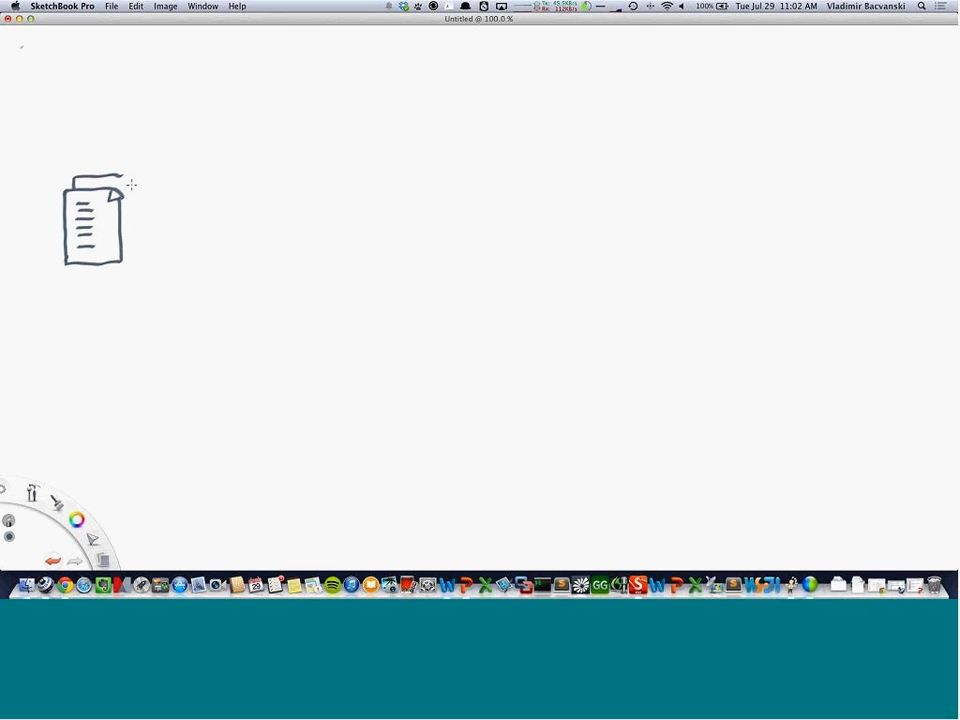 SketchBook Pro File Edit Image Window Help 100% Tue Jul 29 11:02 AM Vladimir Bacvanski
Untitled @ 100.0 %